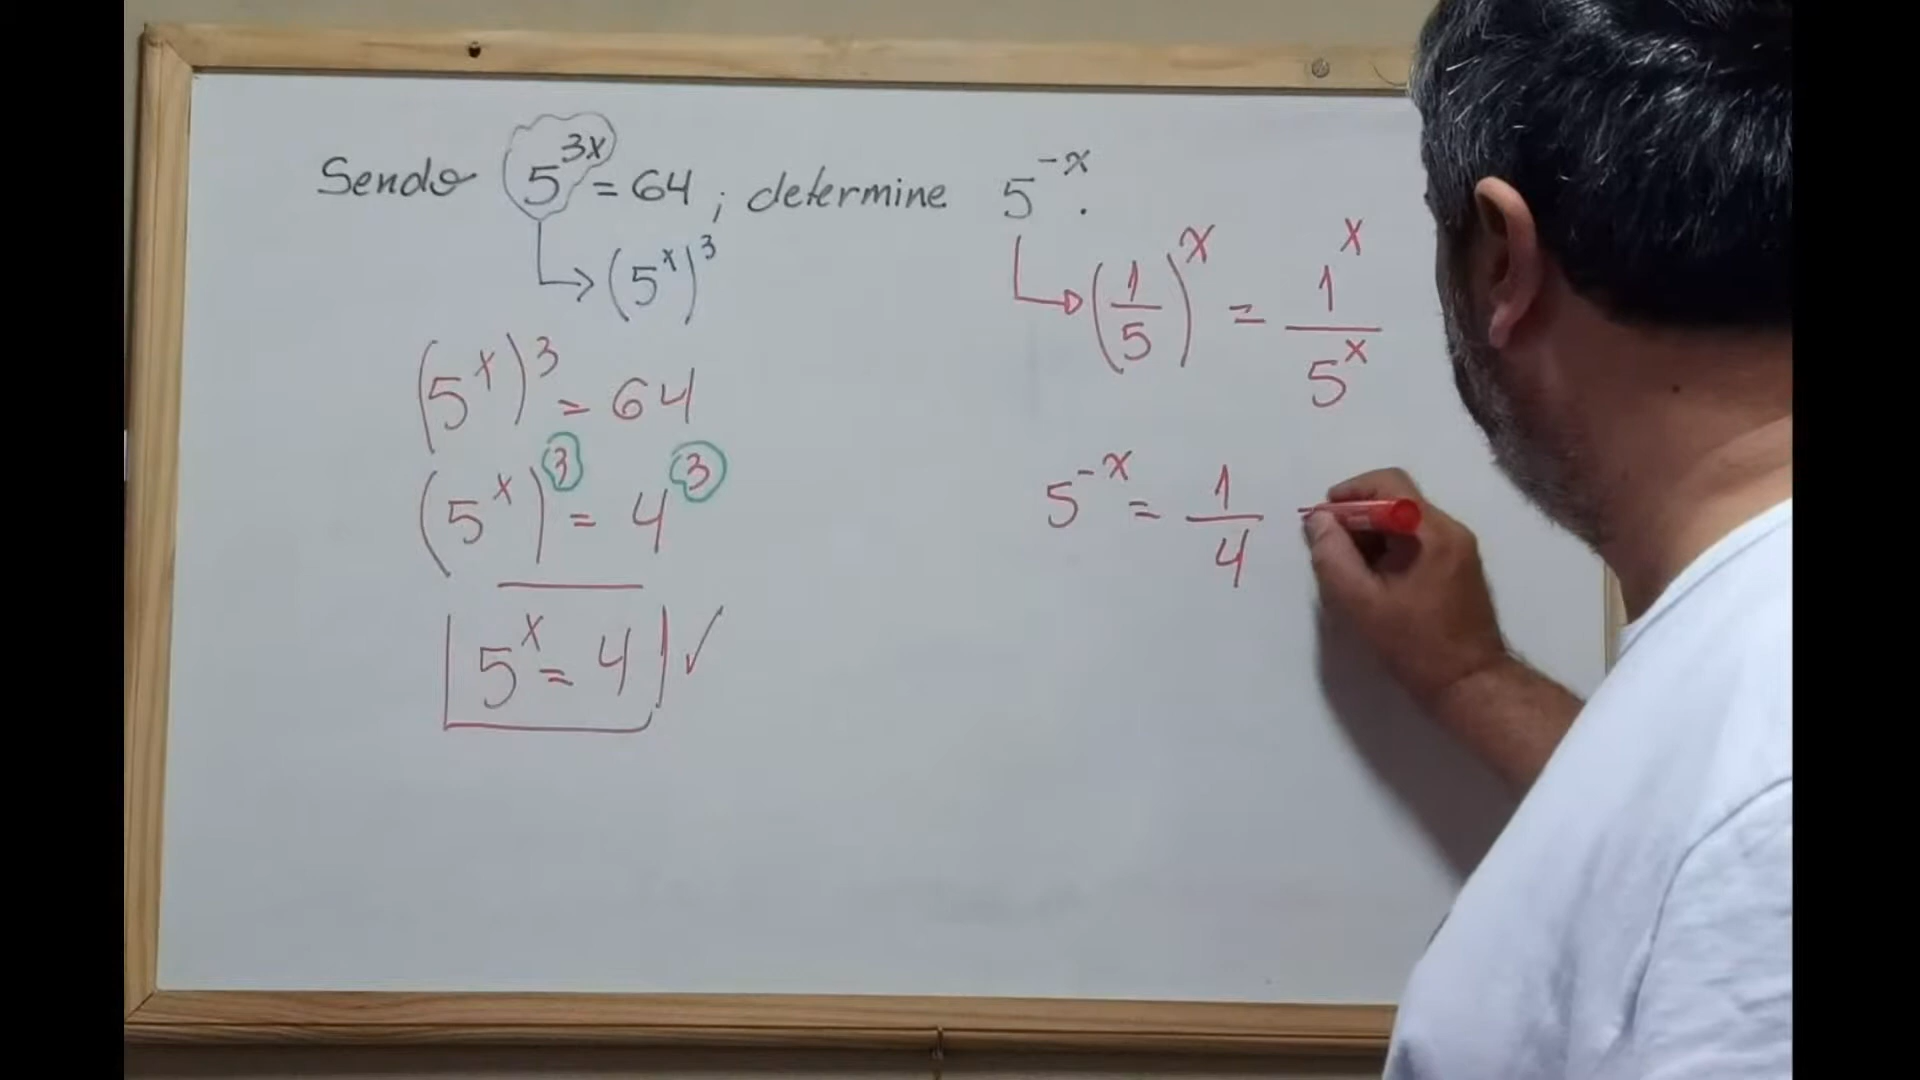 Sendo 5^{3x} = 64 ; determine 5^{-x}.
(5^x)^3
(5^x)^3 = 64
(5^x)^3 = 4^3
5^x = 4 ✓
(1/5)^x = 1^x/5^x
5^{-x} = 1/4